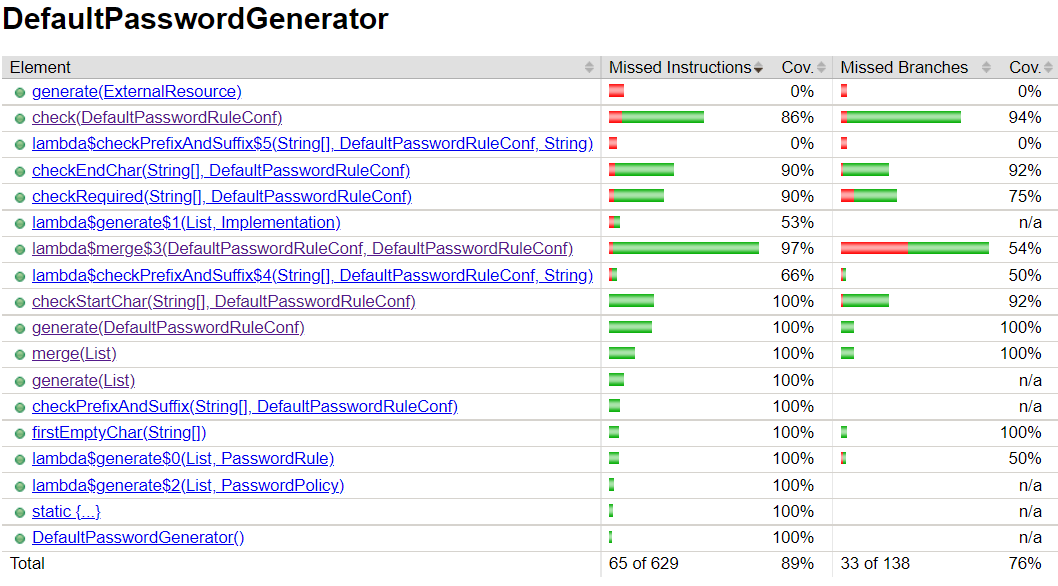 DefaultPasswordGenerator
Element Missed Instructions Cov. Missed Branches Cov.
generate(ExternalResource) 0% 0%
check(DefaultPasswordRuleConf) 86% 94%
lambda$checkPrefixAndSuffix$5(String[], DefaultPasswordRuleConf, String) 0% 0%
checkEndChar(String[], DefaultPasswordRuleConf) 90% 92%
checkRequired(String[], DefaultPasswordRuleConf) 90% 75%
lambda$generate$1(List, Implementation) 53% n/a
lambda$merge$3(DefaultPasswordRuleConf, DefaultPasswordRuleConf) 97% 54%
lambda$checkPrefixAndSuffix$4(String[], DefaultPasswordRuleConf, String) 66% 50%
checkStartChar(String[], DefaultPasswordRuleConf) 100% 92%
generate(DefaultPasswordRuleConf) 100% 100%
merge(List) 100% 100%
generate(List) 100% n/a
checkPrefixAndSuffix(String[], DefaultPasswordRuleConf) 100% n/a
firstEmptyChar(String[]) 100% 100%
lambda$generate$0(List, PasswordRule) 100% 50%
lambda$generate$2(List, PasswordPolicy) 100% n/a
static {...} 100% n/a
DefaultPasswordGenerator() 100% n/a
Total 65 of 629 89% 33 of 138 76%